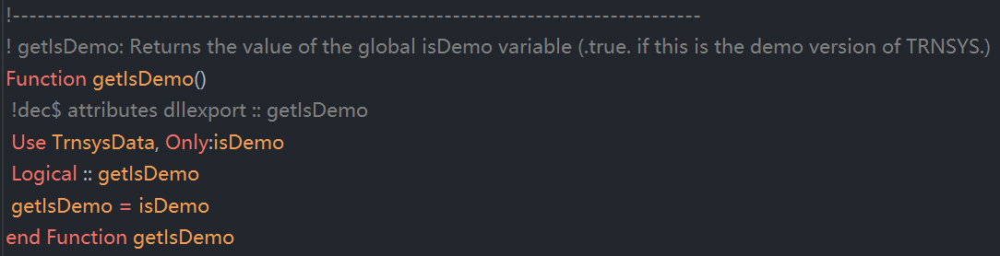 !-----------------------------------------------------------------------------------
! getIsDemo: Returns the value of the global isDemo variable (.true. if this is the demo version of TRNSYS.)
Function getIsDemo()
!dec$ attributes dllexport :: getIsDemo
Use TrnsysData, Only:isDemo
Logical :: getIsDemo
getIsDemo = isDemo
end Function getIsDemo